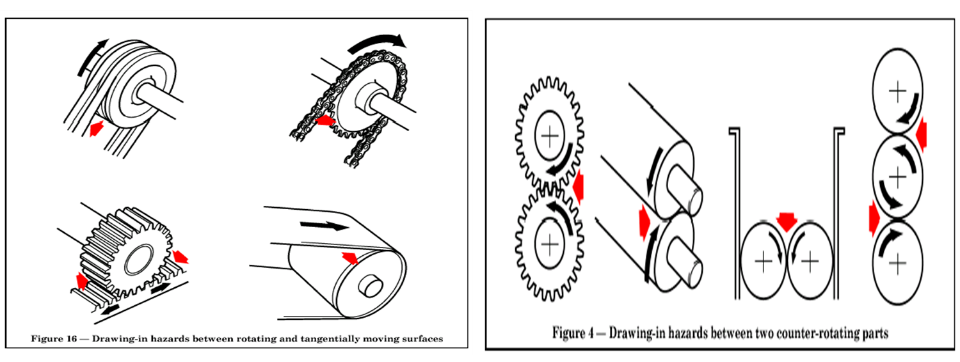 Figure 16 — Drawing-in hazards between rotating and tangentially moving surfaces
Figure 4 — Drawing-in hazards between two counter-rotating parts